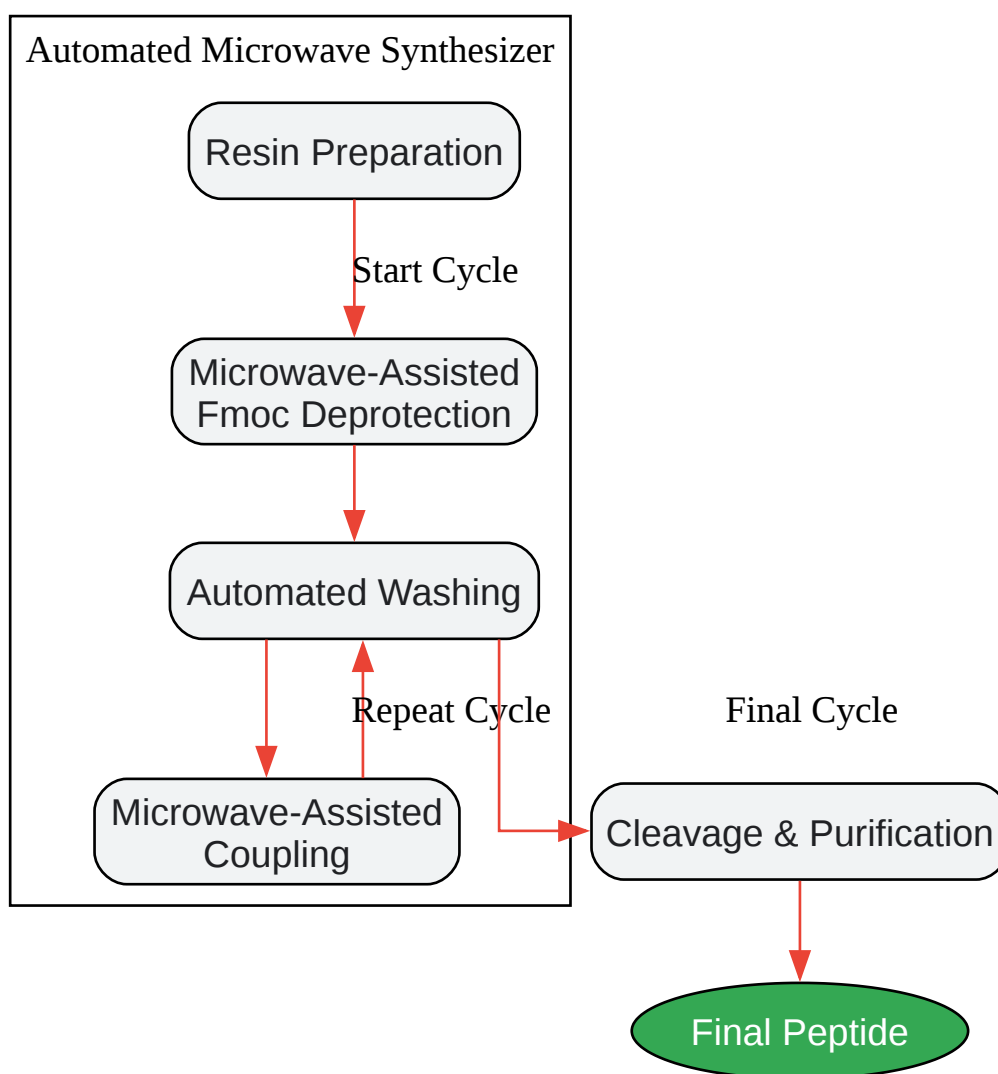 Automated Microwave Synthesizer
Resin Preparation
Start Cycle
Microwave-Assisted
Fmoc Deprotection
Automated Washing
Repeat Cycle
Final Cycle
Microwave-Assisted
Coupling
Cleavage & Purification
Final Peptide